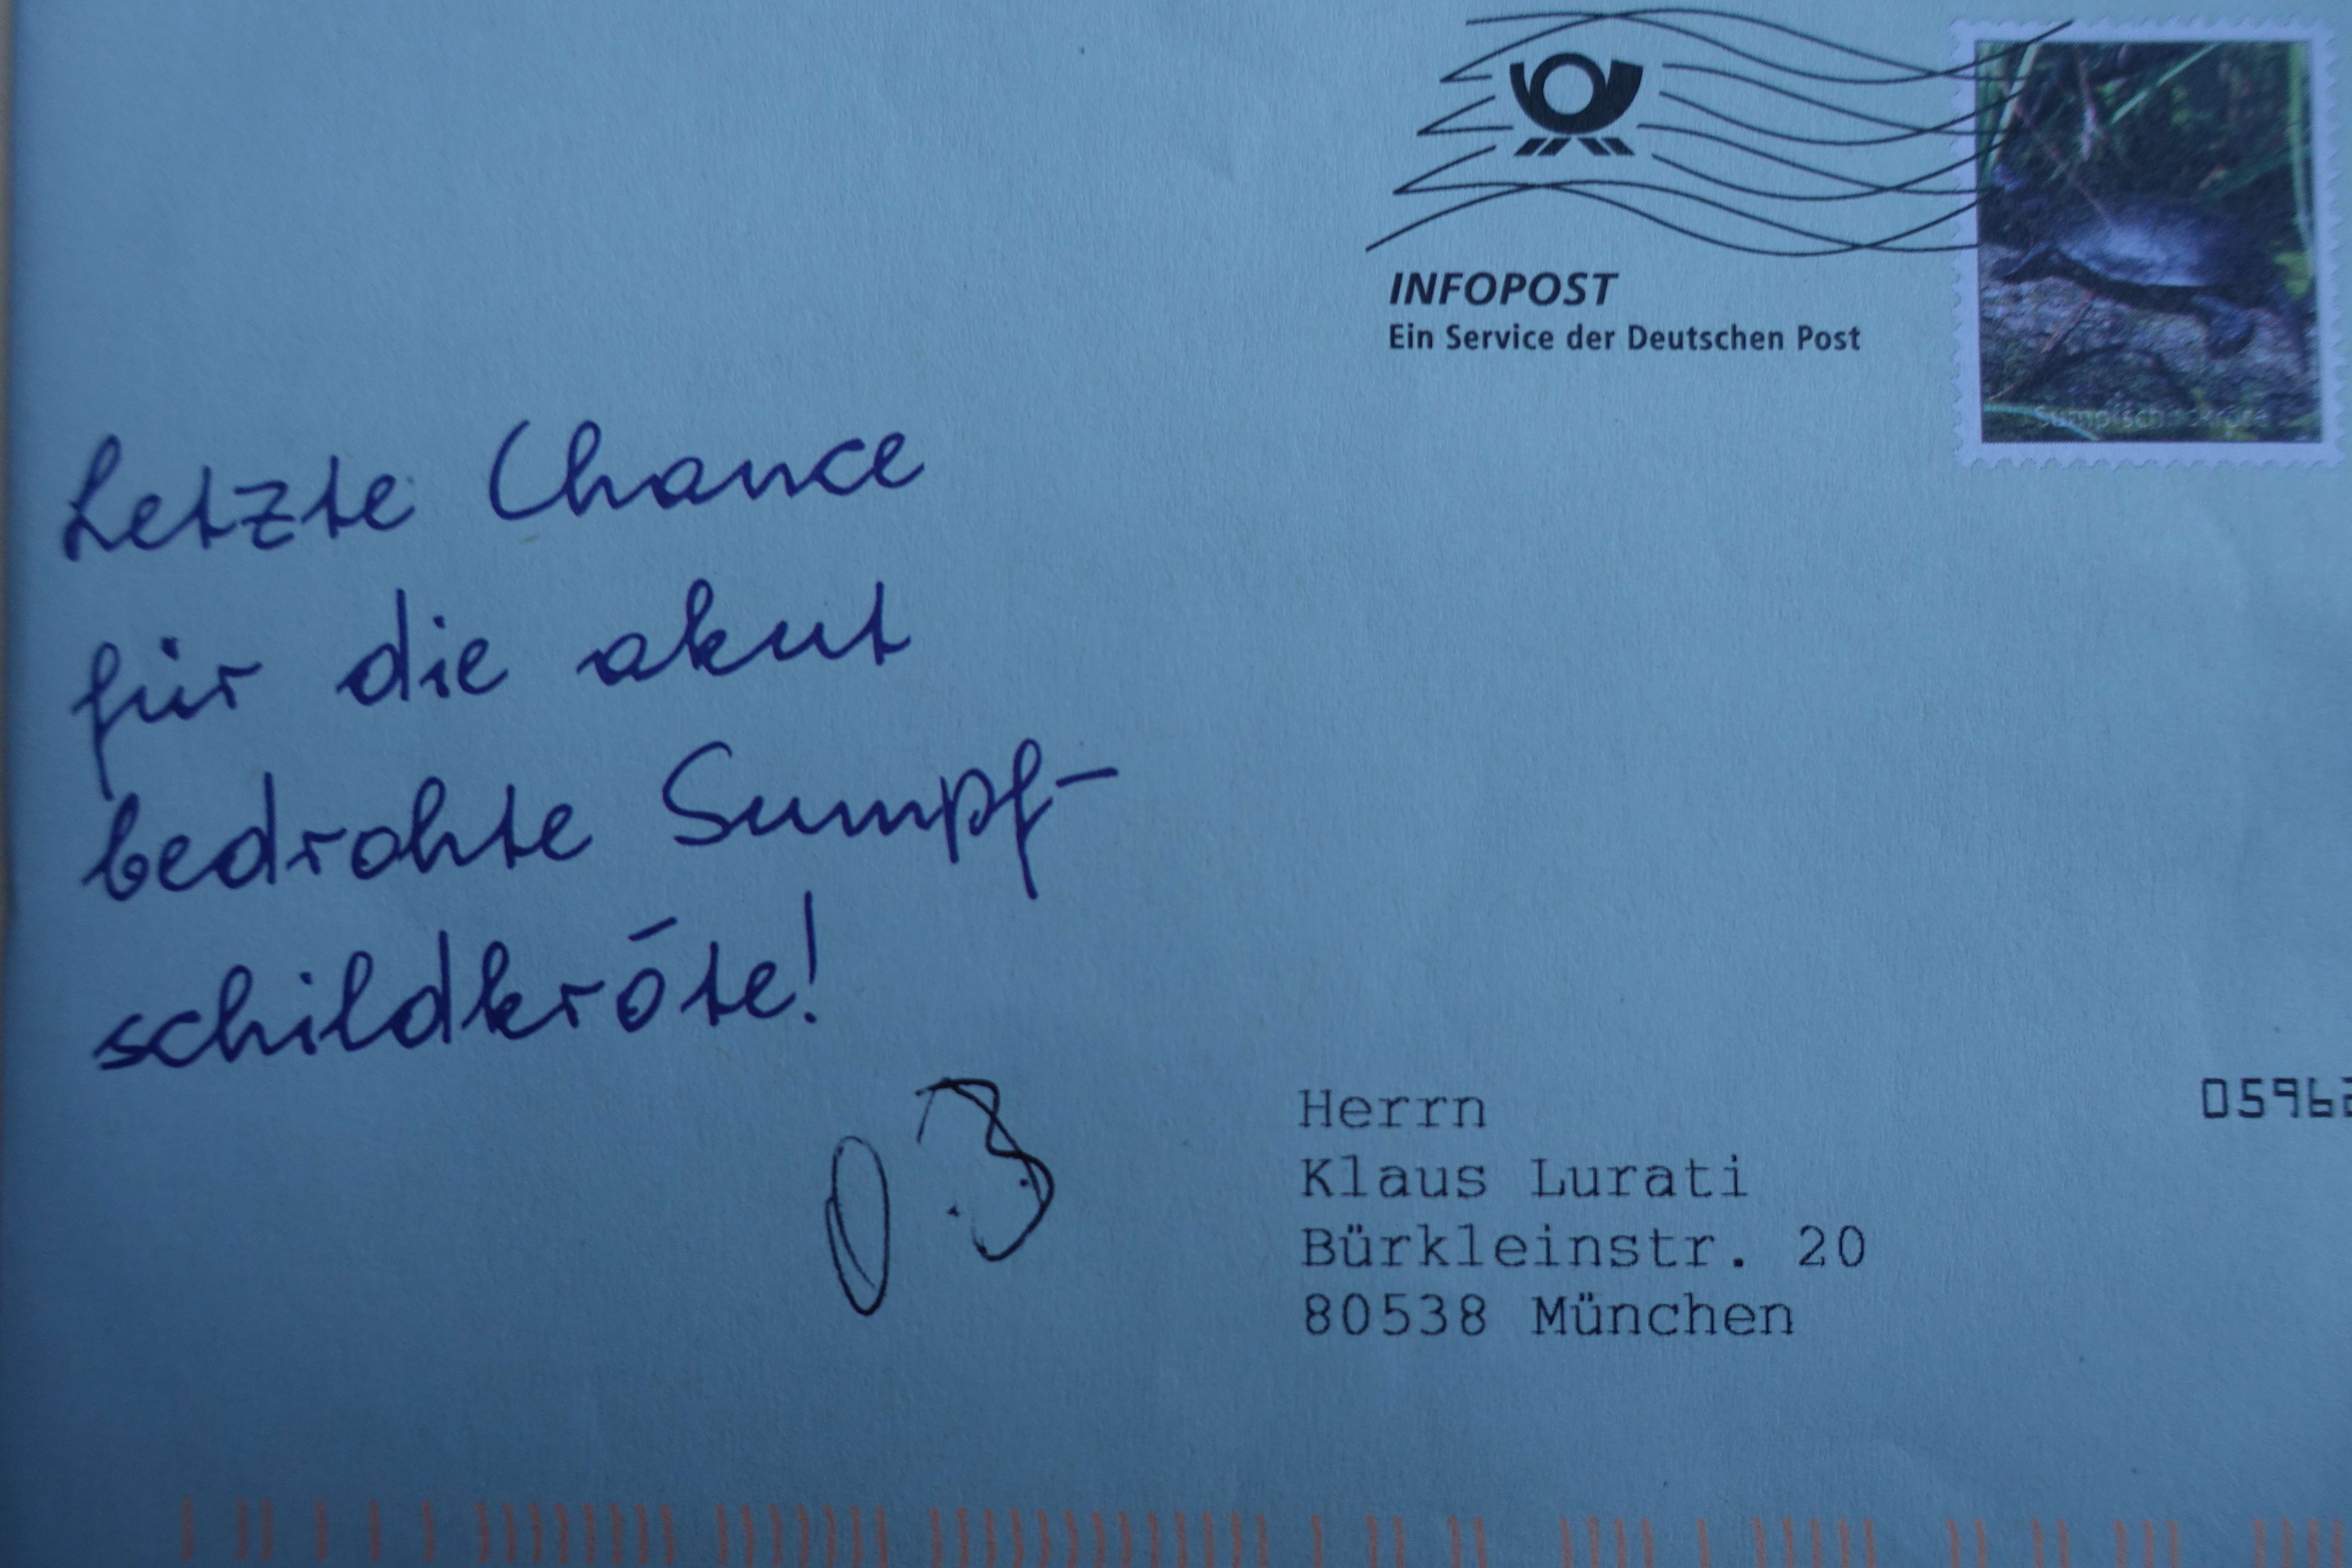 INFOPOST
Ein Service der Deutschen Post
Sumpfschildkröte
Letzte Chance
für die akut
bedrohte Sumpf-
schildkröte!
03
Herrn
Klaus Lurati
Bürkleinstr. 20
80538 München